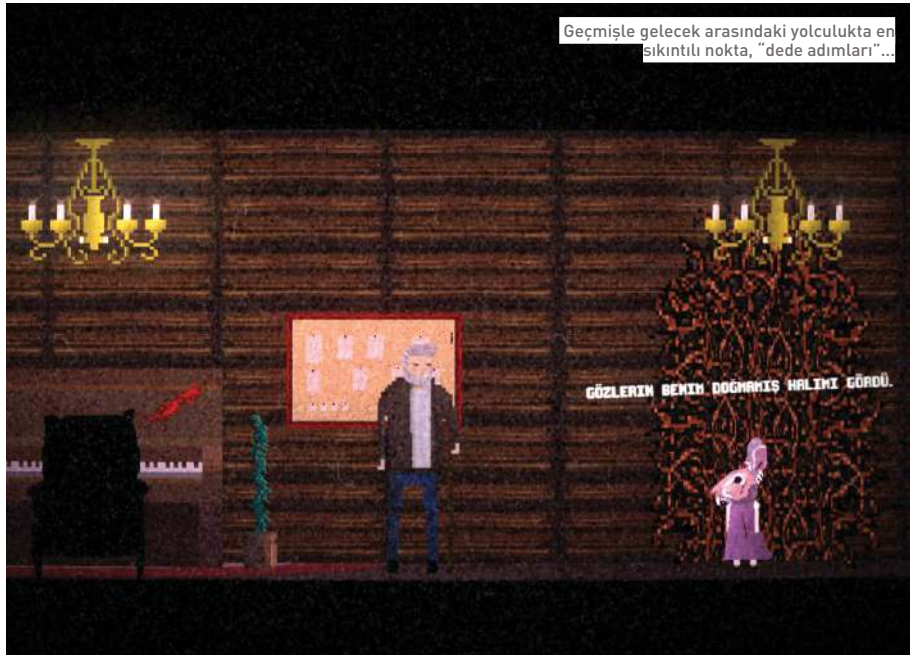 Geçmişle gelecek arasındaki yolculukta en
sıkıntılı nokta, “dede adımları”...
GÖZLERIN BENIM DOĞMAMIŞ HALIMI GÖRDÜ.